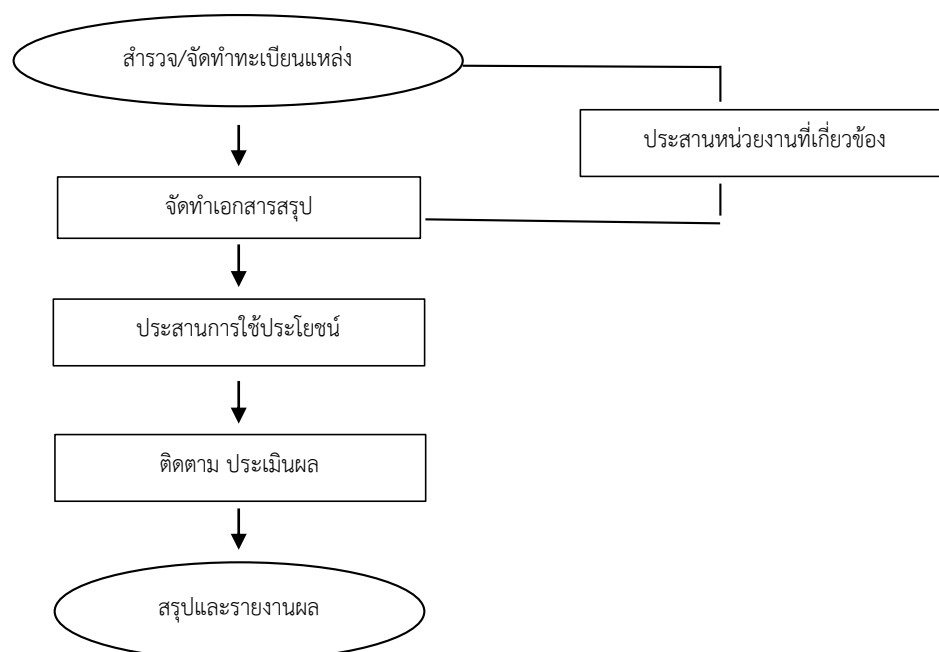 สำรวจ/จัดทำทะเบียนแหล่ง
ประสานหน่วยงานที่เกี่ยวข้อง
จัดทำเอกสารสรุป
ประสานการใช้ประโยชน์
ติดตาม ประเมินผล
สรุปและรายงานผล